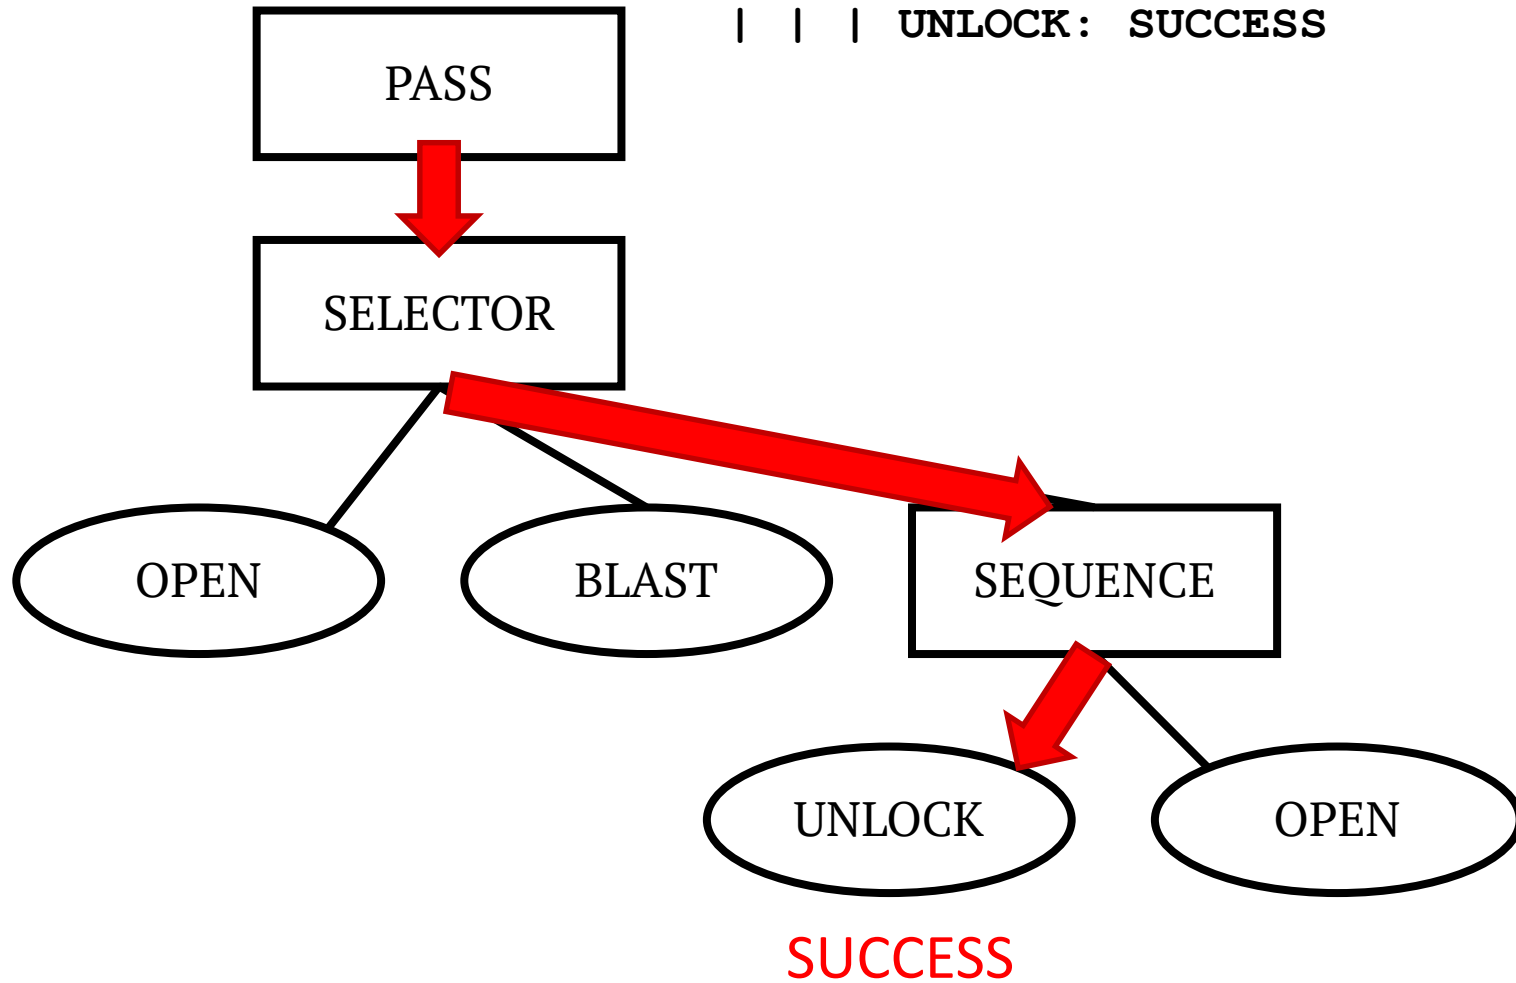 | | | UNLOCK: SUCCESS
PASS
SELECTOR
OPEN
BLAST
SEQUENCE
UNLOCK
OPEN
SUCCESS